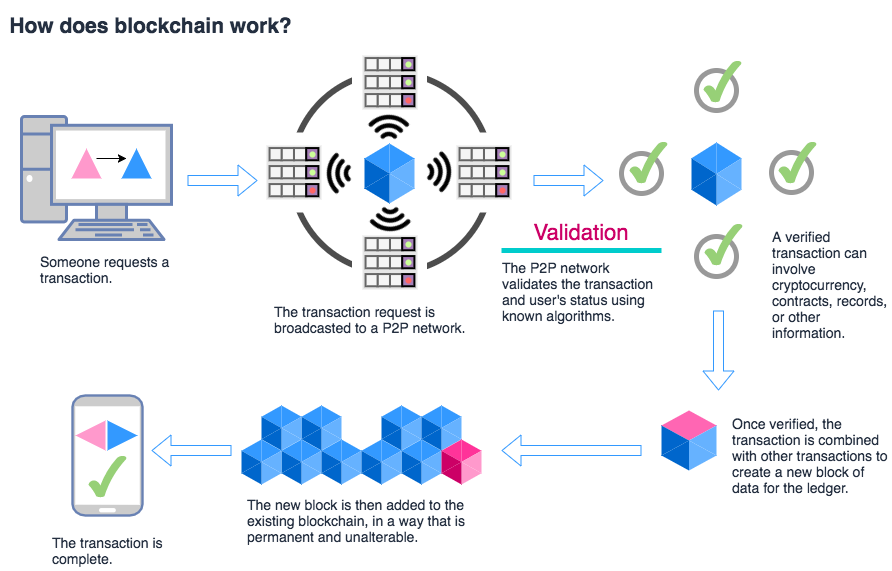 How does blockchain work?
Someone requests a
transaction.
The transaction request is
broadcasted to a P2P network.
Validation
The P2P network
validates the transaction
and user's status using
known algorithms.
A verified
transaction can
involve
cryptocurrency,
contracts, records,
or other
information.
Once verified, the
transaction is combined
with other transactions to
create a new block of
data for the ledger.
The new block is then added to the
existing blockchain, in a way that is
permanent and unalterable.
The transaction is
complete.